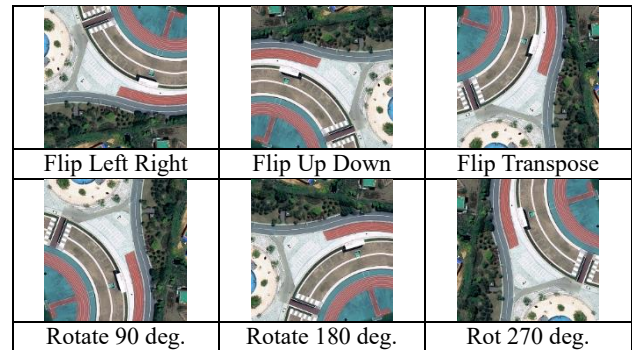 Flip Left Right
Flip Up Down
Flip Transpose
Rotate 90 deg.
Rotate 180 deg.
Rot 270 deg.